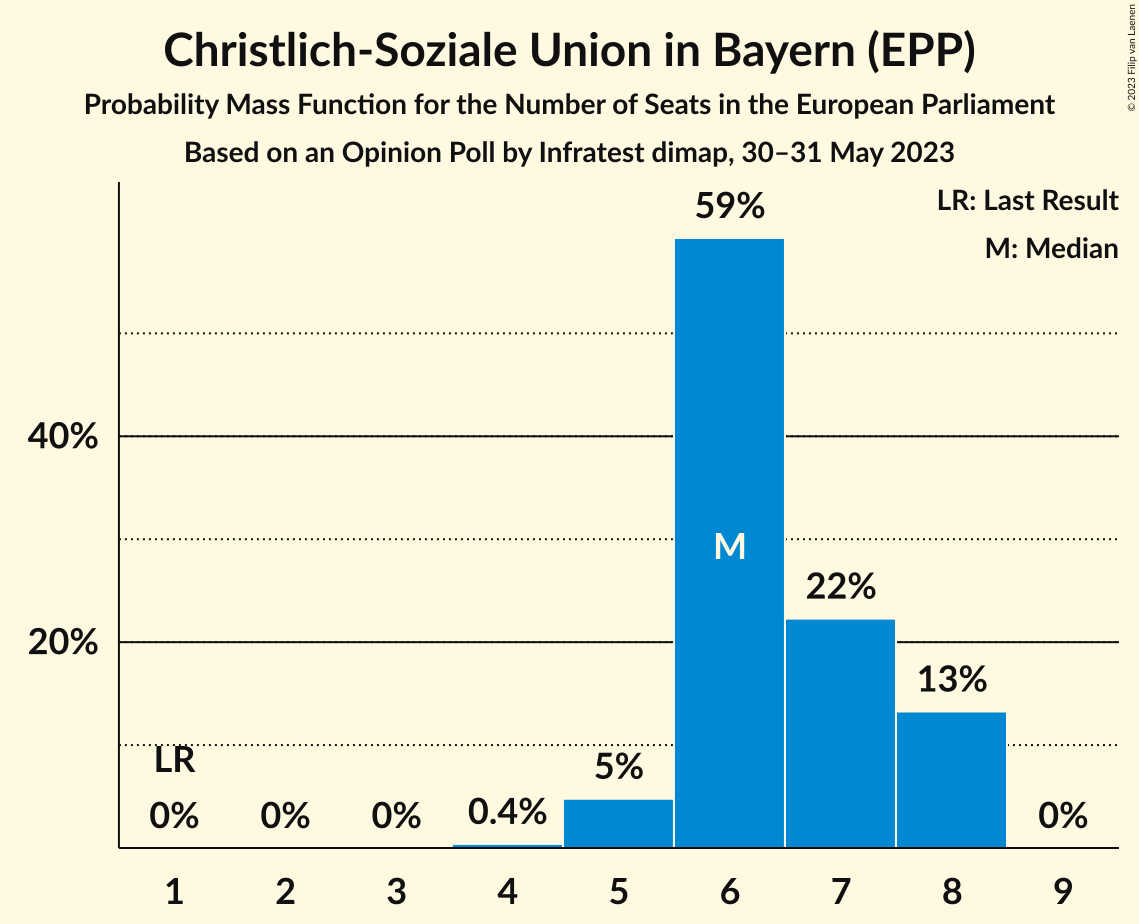 Christlich-Soziale Union in Bayern (EPP)
Probability Mass Function for the Number of Seats in the European Parliament
Based on an Opinion Poll by Infratest dimap, 30–31 May 2023
© 2023 Filip van Laenen
LR: Last Result
M: Median
59%
40%
M
22%
20%
13%
LR
5%
0% 0% 0% 0.4% 0%
1 2 3 4 5 6 7 8 9